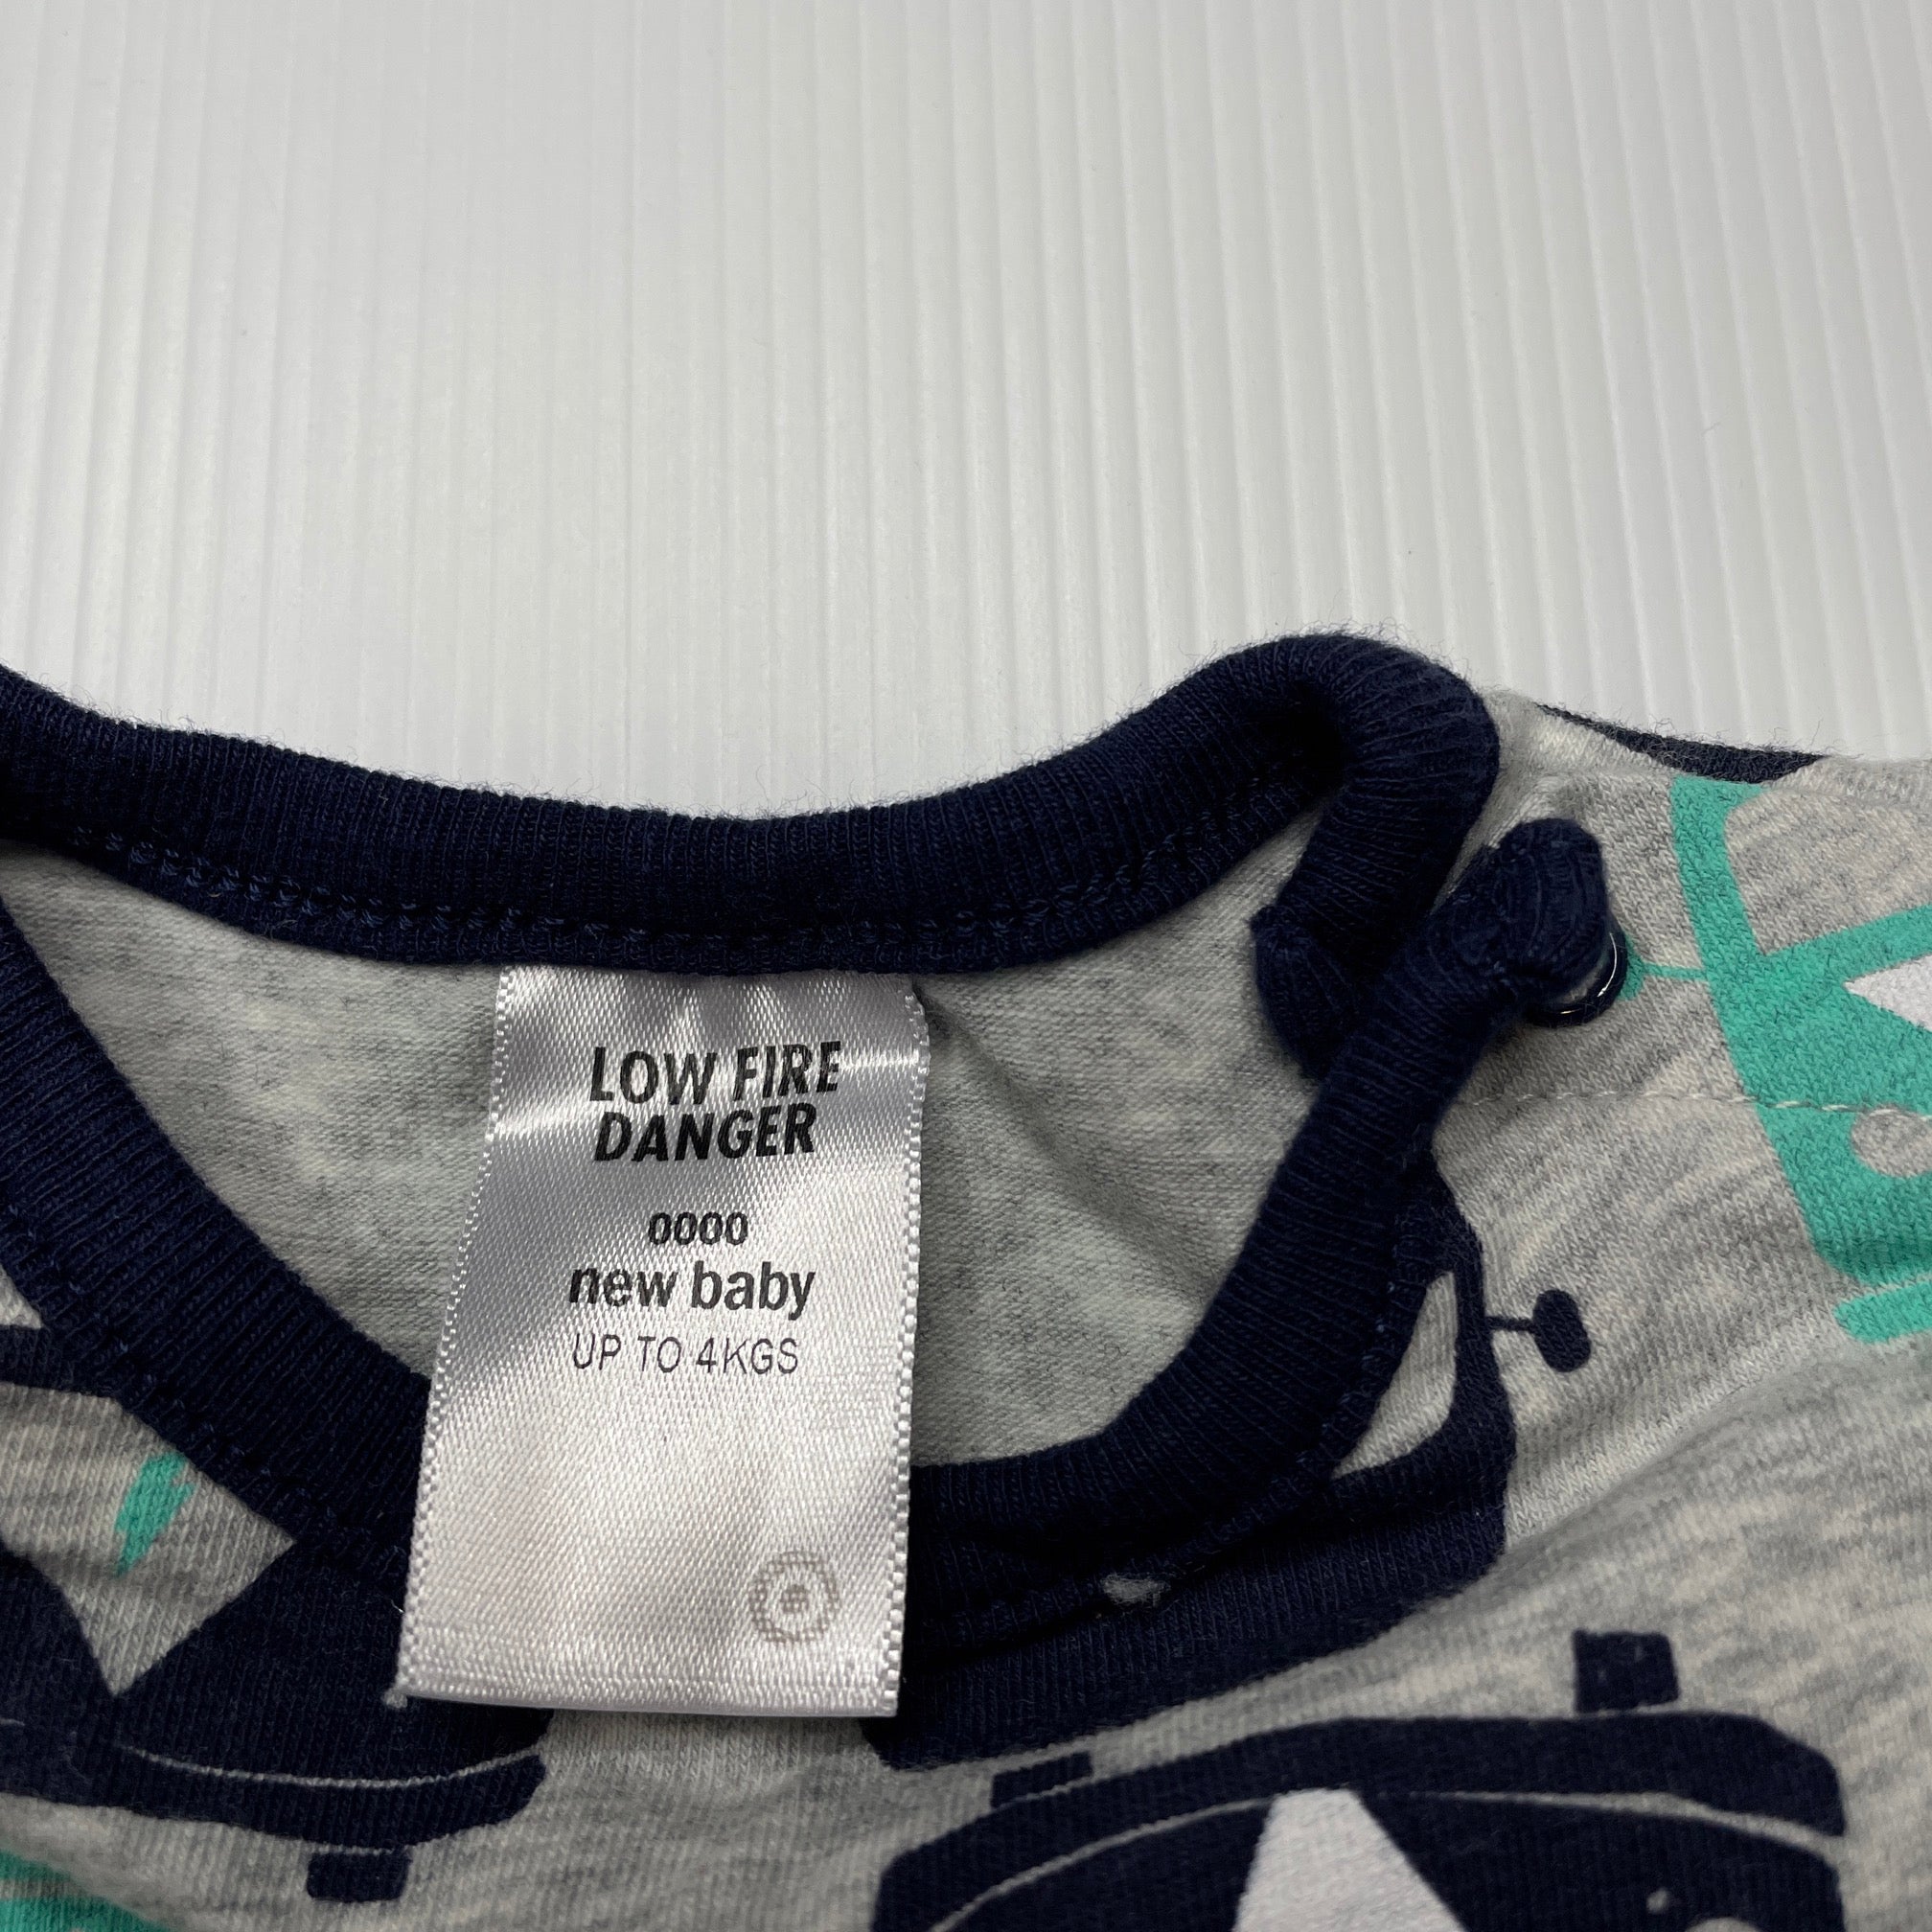 LOW FIRE
DANGER
0000
new baby
UP TO 4KGS